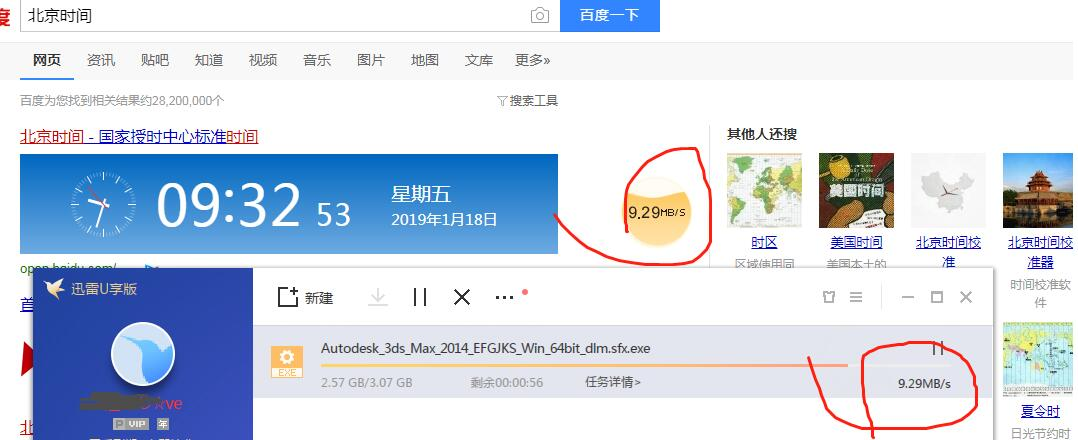 北京时间
百度一下
网页 资讯 贴吧 知道 视频 音乐 图片 地图 文库 更多»
百度为您找到相关结果约28,200,000个
搜索工具
北京时间 - 国家授时中心标准时间
其他人还搜
09:32 53
星期五
2019年1月18日
9.29MB/S
时区
美国时间
北京时间校准
北京时间校准器
区域使用同
美国本土的
时间校准软件
迅雷U享版
新建
Autodesk_3ds_Max_2014_EFGJKS_Win_64bit_dlm.sfx.exe
EXE
2.57 GB/3.07 GB 剩余00:00:56 任务详情>
9.29MB/s
VIP 年
夏令时
日光节约时